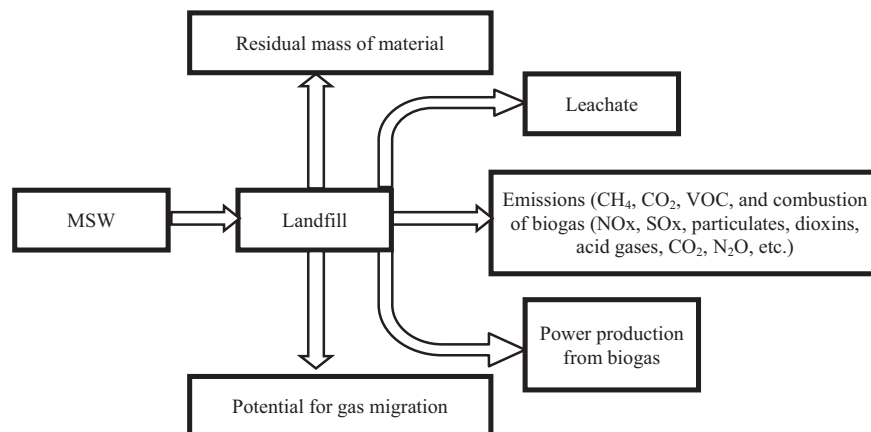 Residual mass of material
Leachate
MSW
Landfill
Emissions (CH₄, CO₂, VOC, and combustion
of biogas (NOx, SOx, particulates, dioxins,
acid gases, CO₂, N₂O, etc.)
Power production
from biogas
Potential for gas migration